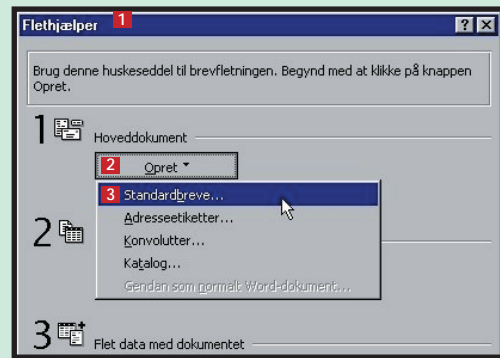 Flethjælper 1
Brug denne huskeseddel til brevfletningen. Begynd med at klikke på knappen
Opret.
1 Hoveddokument
2 Opret
3 Standardbreve...
Adresseetiketter...
2
Konvolutter...
Katalog...
Gendan som normalt Word-dokument...
3 Flet data med dokumentet